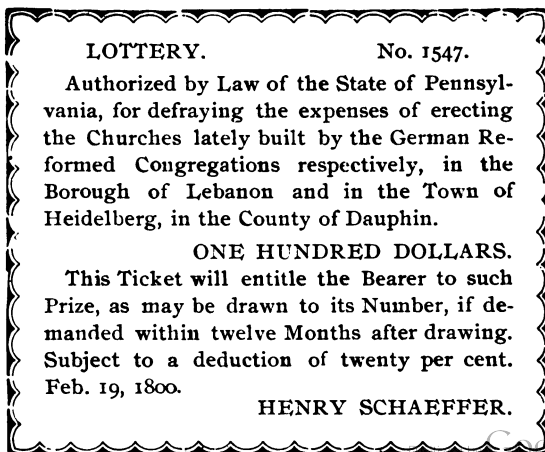 LOTTERY. No. 1547.
Authorized by Law of the State of Pennsyl-
vania, for defraying the expenses of erecting
the Churches lately built by the German Re-
formed Congregations respectively, in the
Borough of Lebanon and in the Town of
Heidelberg, in the County of Dauphin.
ONE HUNDRED DOLLARS.
This Ticket will entitle the Bearer to such
Prize, as may be drawn to its Number, if de-
manded within twelve Months after drawing.
Subject to a deduction of twenty per cent.
Feb. 19, 1800.
HENRY SCHAEFFER.